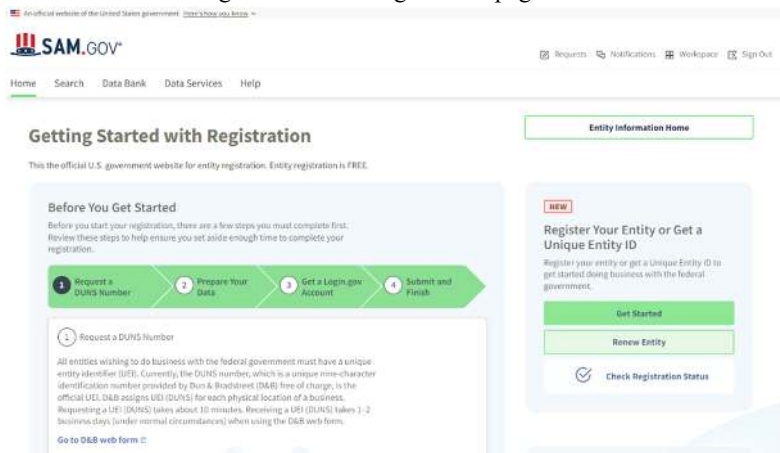 An official website of the United States government Here's how you know
SAM.GOV®
Requests Notifications Workspace Sign Out
Home Search Data Bank Data Services Help
Getting Started with Registration
This the official U.S. government website for entity registration. Entity registration is FREE.
Entity Information Home
Before You Get Started
Before you start your registration, there are a few steps you must complete first.
Review these steps to help ensure you set aside enough time to complete your
registration.
1 Request a DUNS Number
2 Prepare Your Data
3 Get a Login.gov Account
4 Submit and Finish
1 Request a DUNS Number
All entities wishing to do business with the federal government must have a unique
entity identifier (UEI). Currently, the DUNS number, which is a unique nine-character
identification number provided by Dun & Bradstreet (D&B) free of charge, is the
official UEI. D&B assigns UEI (DUNS) for each physical location of a business.
Requesting a UEI (DUNS) takes about 10 minutes. Receiving a UEI (DUNS) takes 1-2
business days (under normal circumstances) when using the D&B web form.
Go to D&B web form
NEW
Register Your Entity or Get a
Unique Entity ID
Register your entity or get a Unique Entity ID to
get started doing business with the federal
government.
Get Started
Renew Entity
Check Registration Status